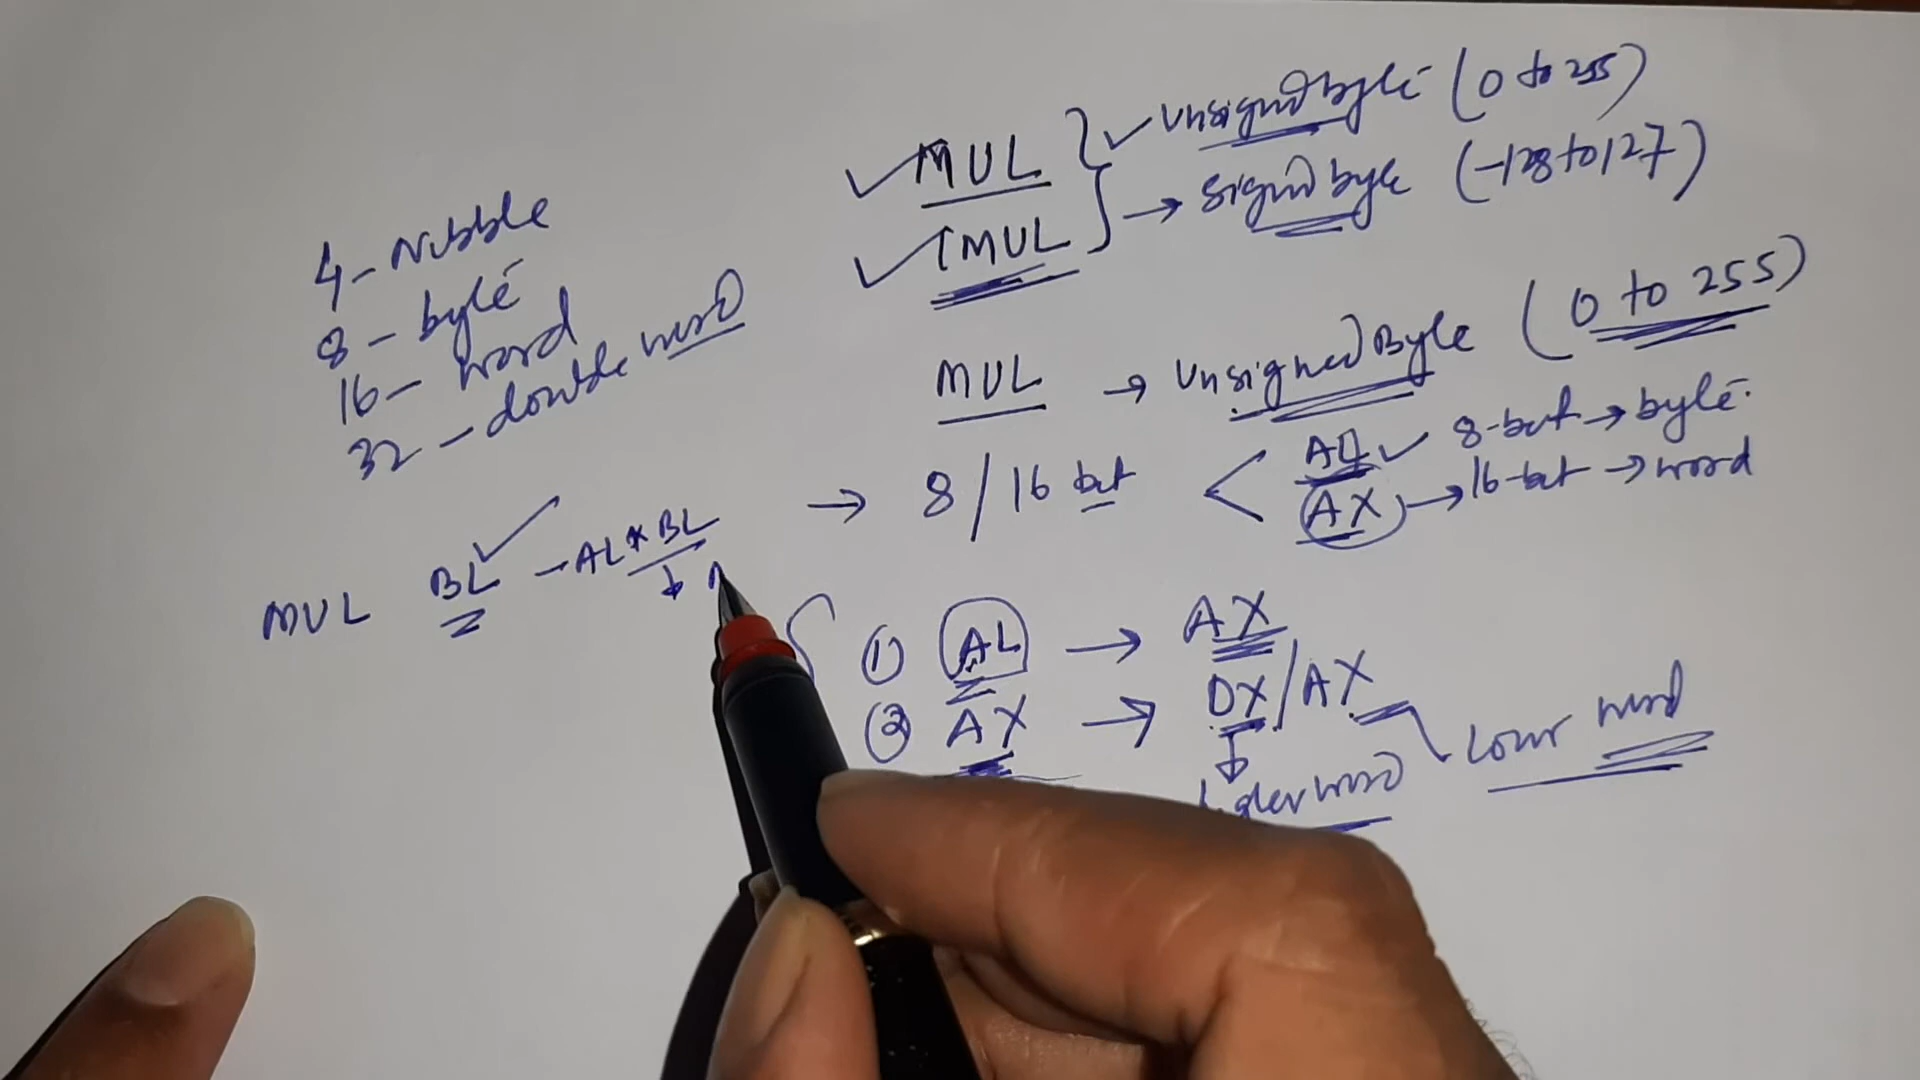 MUL } ✓ unsigned byte (0 to 255)
IMUL } → signed byte (-128 to 127)
4 - Nibble
8 - byte
16 - word
32 - double word
MUL → Unsigned Byte (0 to 255)
→ 8/16 bit < AL ✓ 8-bit → byte.
AX → 16-bit → word
MUL BL - AL * BL
① AL → AX
② AX → DX/AX
lower word